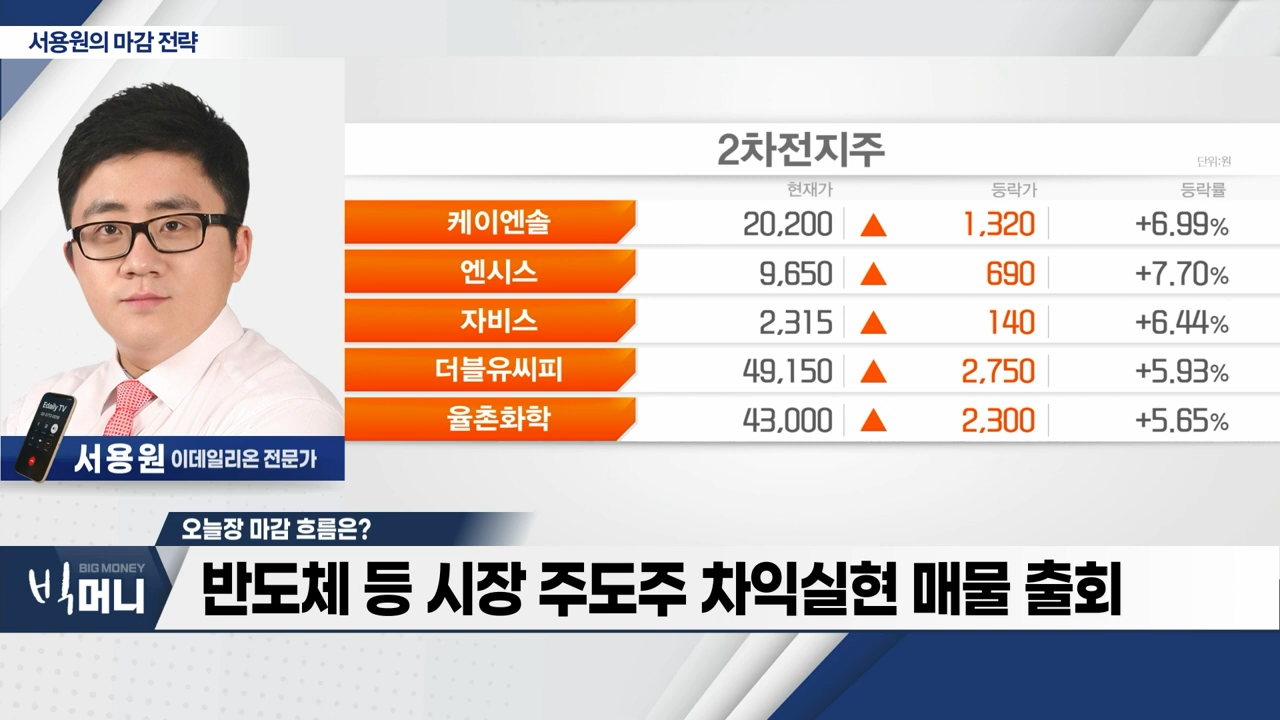 서용원의 마감 전략
2차전지주
단위:원
현재가 등락가 등락률
케이엔솔 20,200 ▲ 1,320 +6.99%
엔시스 9,650 ▲ 690 +7.70%
자비스 2,315 ▲ 140 +6.44%
더블유씨피 49,150 ▲ 2,750 +5.93%
율촌화학 43,000 ▲ 2,300 +5.65%
Edaily TV
서용원 이데일리온 전문가
오늘장 마감 흐름은?
BIG MONEY
빅머니
반도체 등 시장 주도주 차익실현 매물 출회